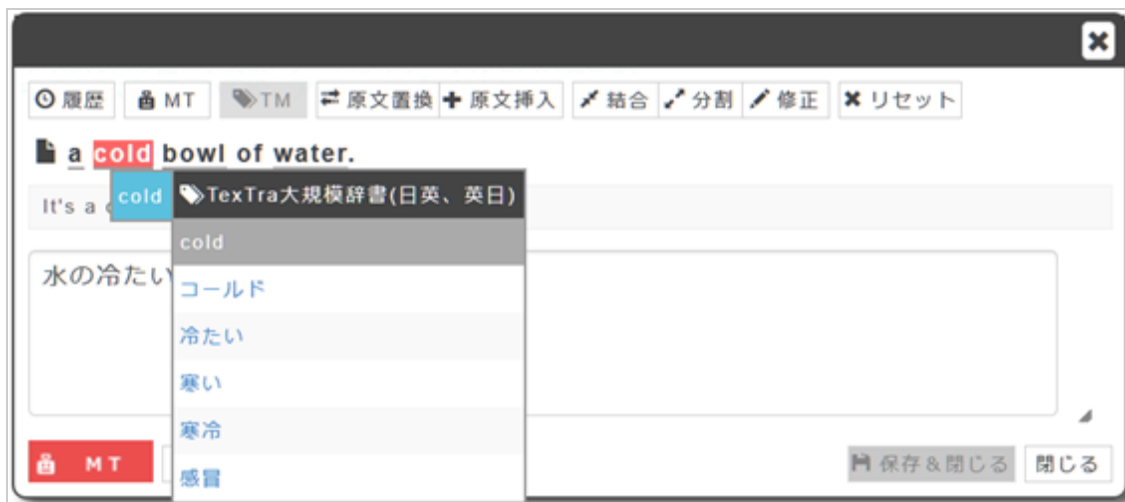 履歴 MT TM 原文置換 原文挿入 結合 分割 修正 リセット
a cold bowl of water.
cold TexTra大規模辞書(日英、英日)
It's a
cold
水の冷たい
コールド
冷たい
寒い
寒冷
感冒
MT 保存&閉じる 閉じる